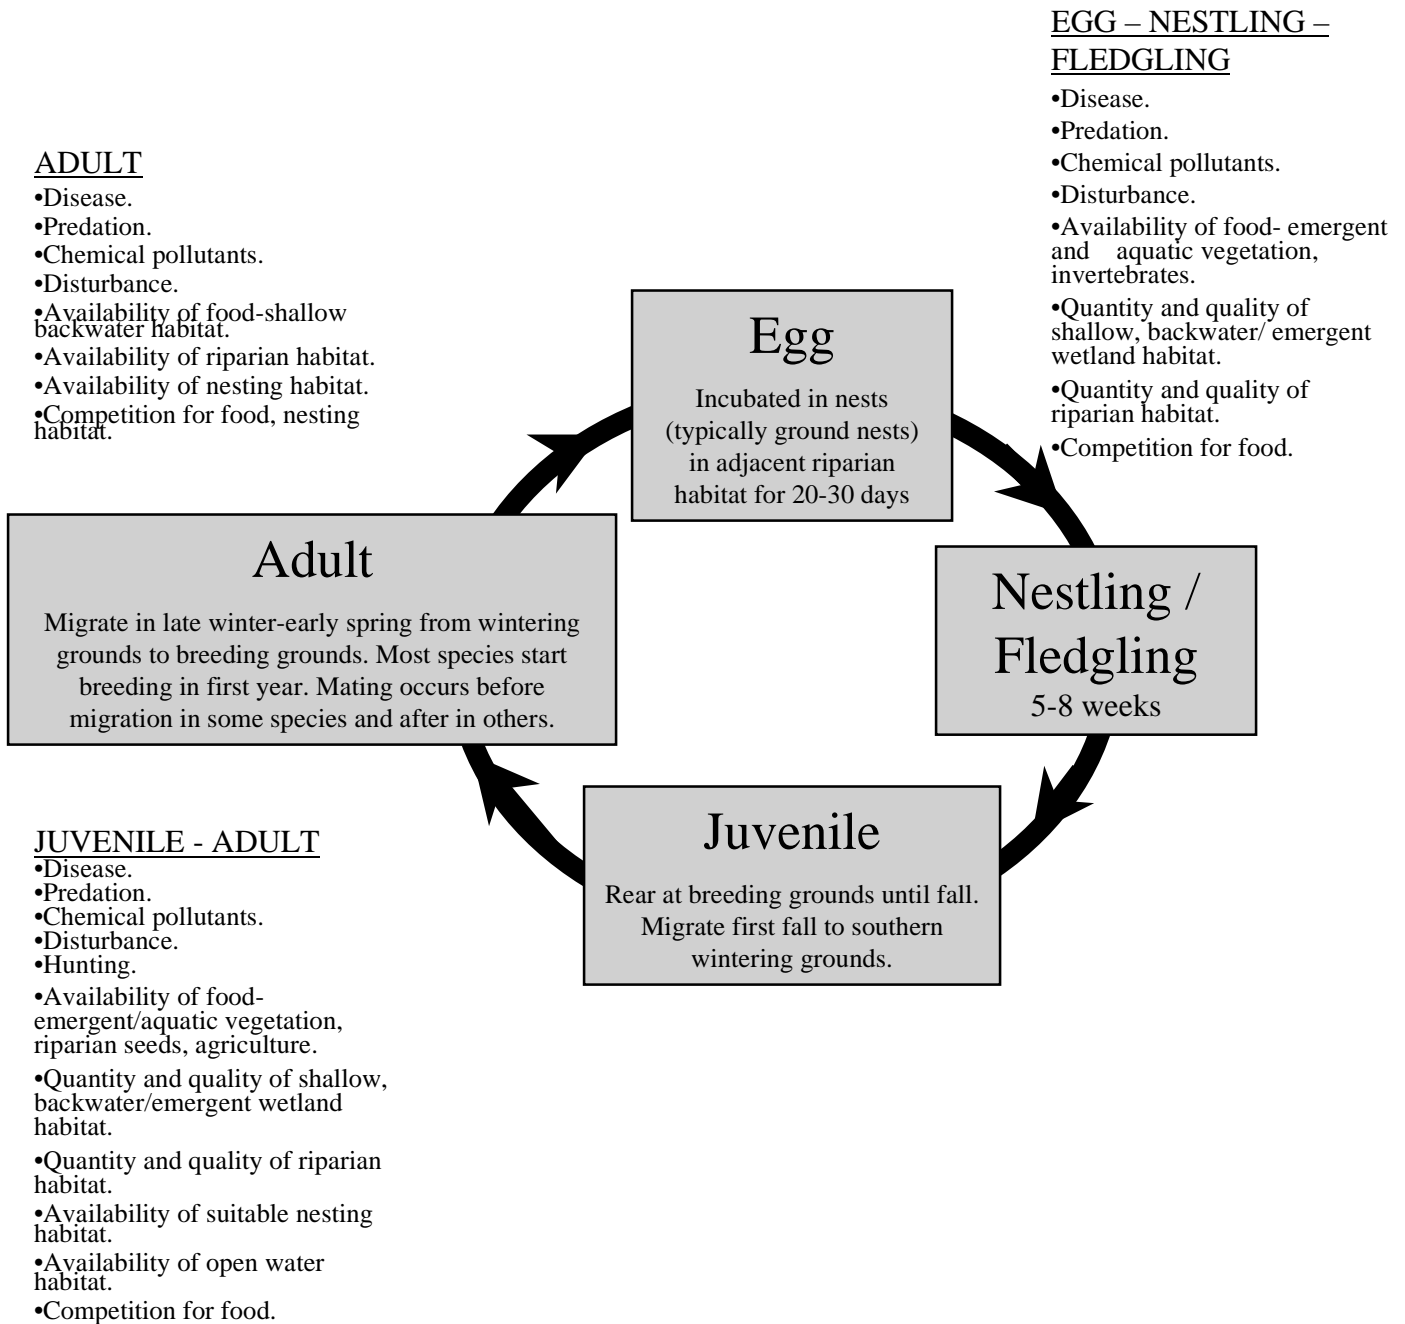 EGG – NESTLING –
FLEDGLING
•Disease.
•Predation.
•Chemical pollutants.
•Disturbance.
•Availability of food- emergent
and aquatic vegetation,
invertebrates.
•Quantity and quality of
shallow, backwater/ emergent
wetland habitat.
•Quantity and quality of
riparian habitat.
•Competition for food.
ADULT
•Disease.
•Predation.
•Chemical pollutants.
•Disturbance.
•Availability of food-shallow
backwater habitat.
•Availability of riparian habitat.
•Availability of nesting habitat.
•Competition for food, nesting
habitat.
Egg
Incubated in nests
(typically ground nests)
in adjacent riparian
habitat for 20-30 days
Adult
Migrate in late winter-early spring from wintering
grounds to breeding grounds. Most species start
breeding in first year. Mating occurs before
migration in some species and after in others.
Nestling /
Fledgling
5-8 weeks
Juvenile
Rear at breeding grounds until fall.
Migrate first fall to southern
wintering grounds.
JUVENILE - ADULT
•Disease.
•Predation.
•Chemical pollutants.
•Disturbance.
•Hunting.
•Availability of food-
emergent/aquatic vegetation,
riparian seeds, agriculture.
•Quantity and quality of shallow,
backwater/emergent wetland
habitat.
•Quantity and quality of riparian
habitat.
•Availability of suitable nesting
habitat.
•Availability of open water
habitat.
•Competition for food.